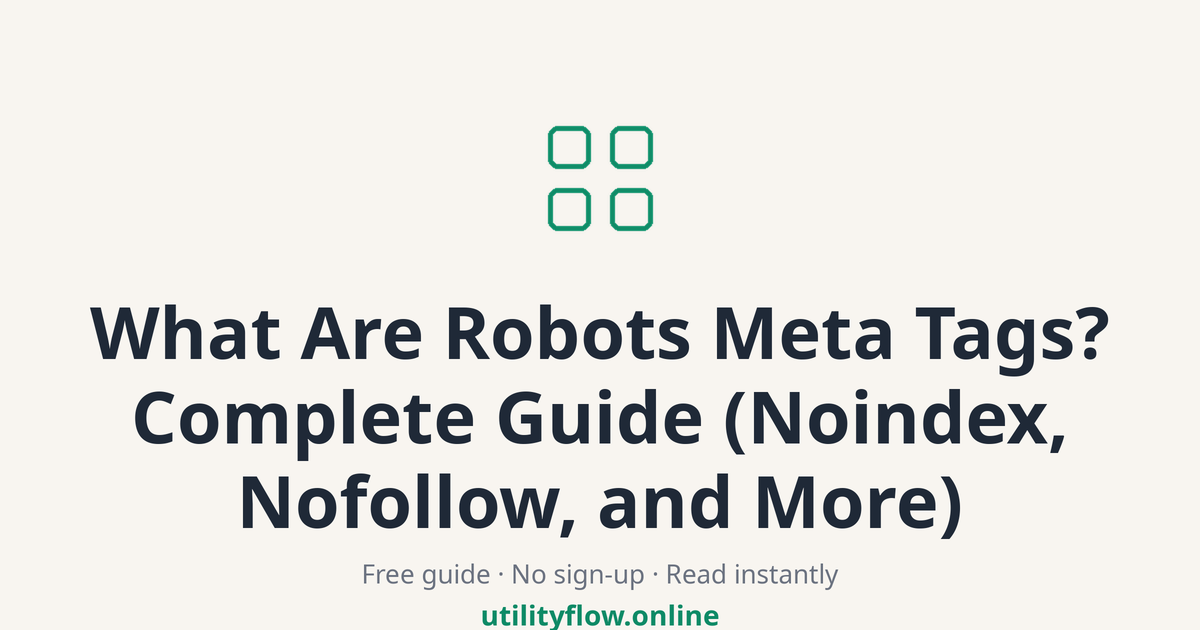 What Are Robots Meta Tags?
Complete Guide (Noindex,
Nofollow, and More)
Free guide · No sign-up · Read instantly
utilityflow.online